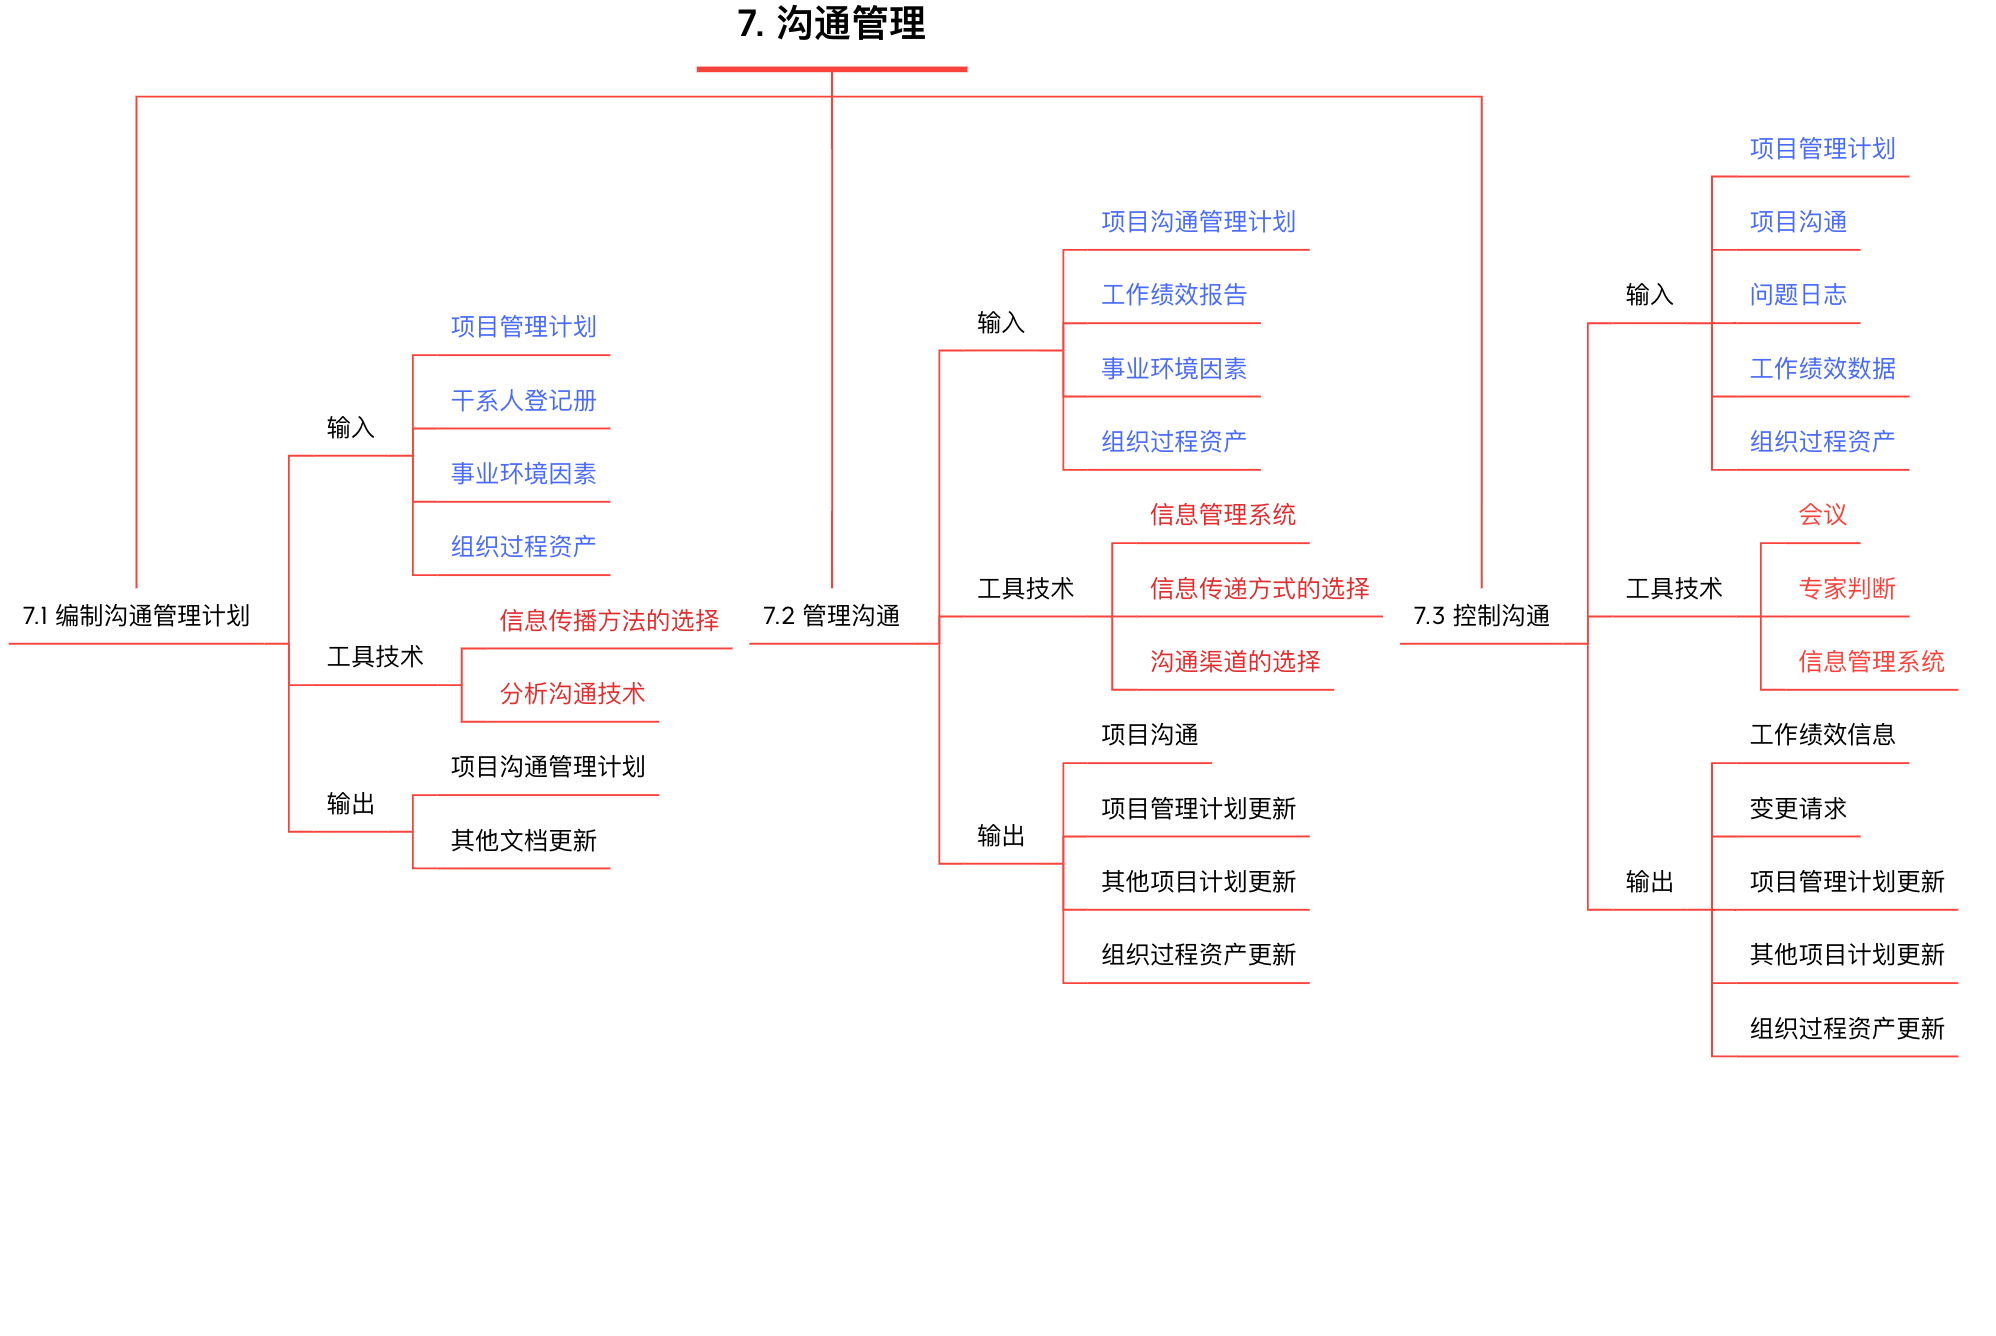 7. 沟通管理
7.1 编制沟通管理计划
输入
项目管理计划
干系人登记册
事业环境因素
组织过程资产
工具技术
信息传播方法的选择
分析沟通技术
输出
项目沟通管理计划
其他文档更新
7.2 管理沟通
输入
项目沟通管理计划
工作绩效报告
事业环境因素
组织过程资产
工具技术
信息管理系统
信息传递方式的选择
沟通渠道的选择
输出
项目沟通
项目管理计划更新
其他项目计划更新
组织过程资产更新
7.3 控制沟通
输入
项目管理计划
项目沟通
问题日志
工作绩效数据
组织过程资产
工具技术
会议
专家判断
信息管理系统
输出
工作绩效信息
变更请求
项目管理计划更新
其他项目计划更新
组织过程资产更新